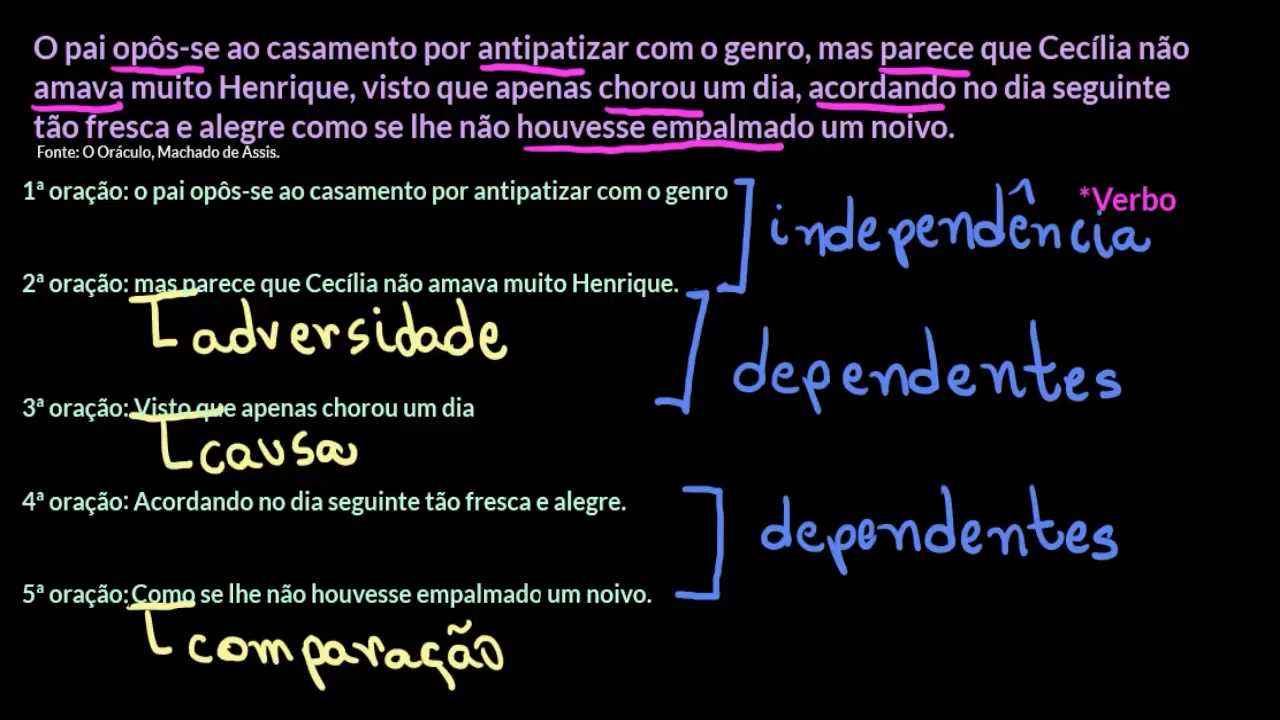 O pai opôs-se ao casamento por antipatizar com o genro, mas parece que Cecília não
amava muito Henrique, visto que apenas chorou um dia, acordando no dia seguinte
tão fresca e alegre como se lhe não houvesse empalmado um noivo.
Fonte: O Oráculo, Machado de Assis.
1ª oração: o pai opôs-se ao casamento por antipatizar com o genro
*Verbo
independência
2ª oração: mas parece que Cecília não amava muito Henrique.
adversidade
dependentes
3ª oração: Visto que apenas chorou um dia
causa
4ª oração: Acordando no dia seguinte tão fresca e alegre.
dependentes
5ª oração: Como se lhe não houvesse empalmado um noivo.
comparação